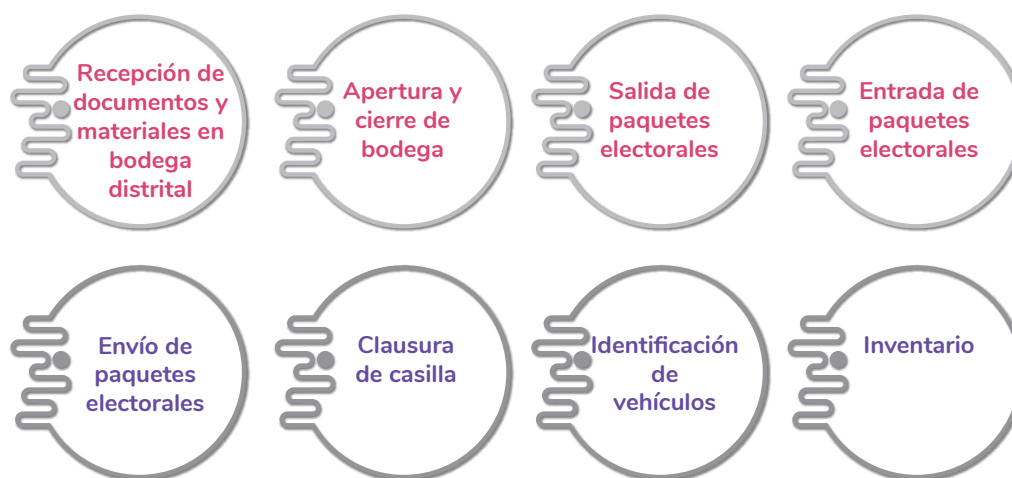 Recepción de
documentos y
materiales en
bodega
distrital
Apertura y
cierre de
bodega
Salida de
paquetes
electorales
Entrada de
paquetes
electorales
Envío de
paquetes
electorales
Clausura
de casilla
Identificación
de
vehículos
Inventario